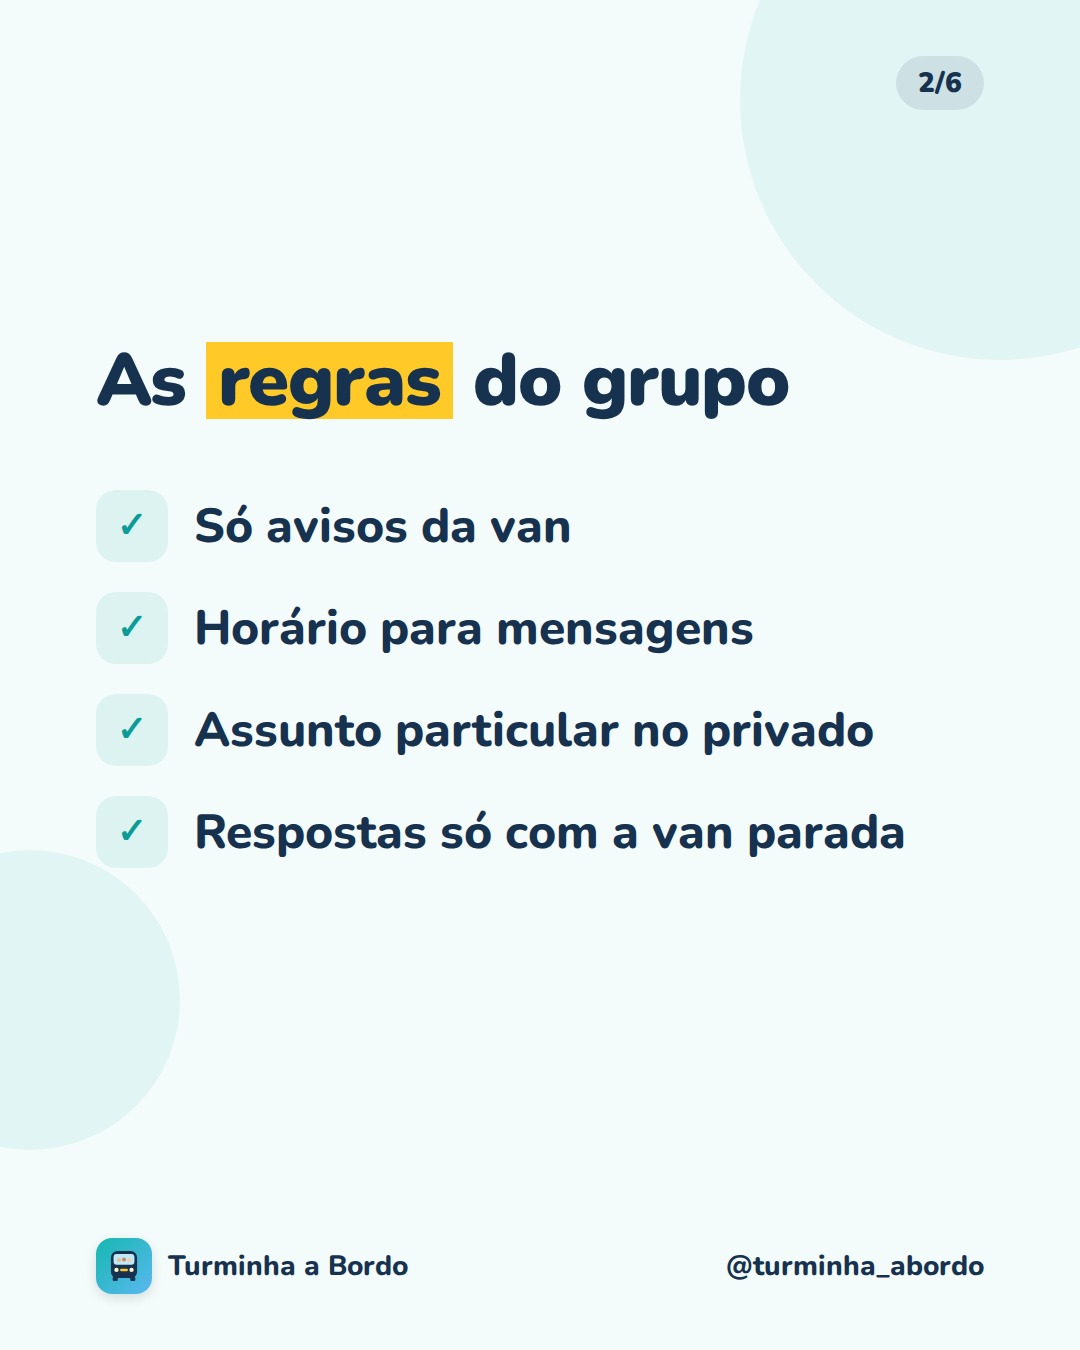 2/6
As regras do grupo
✓ Só avisos da van
✓ Horário para mensagens
✓ Assunto particular no privado
✓ Respostas só com a van parada
Turminha a Bordo
@turminha_abordo